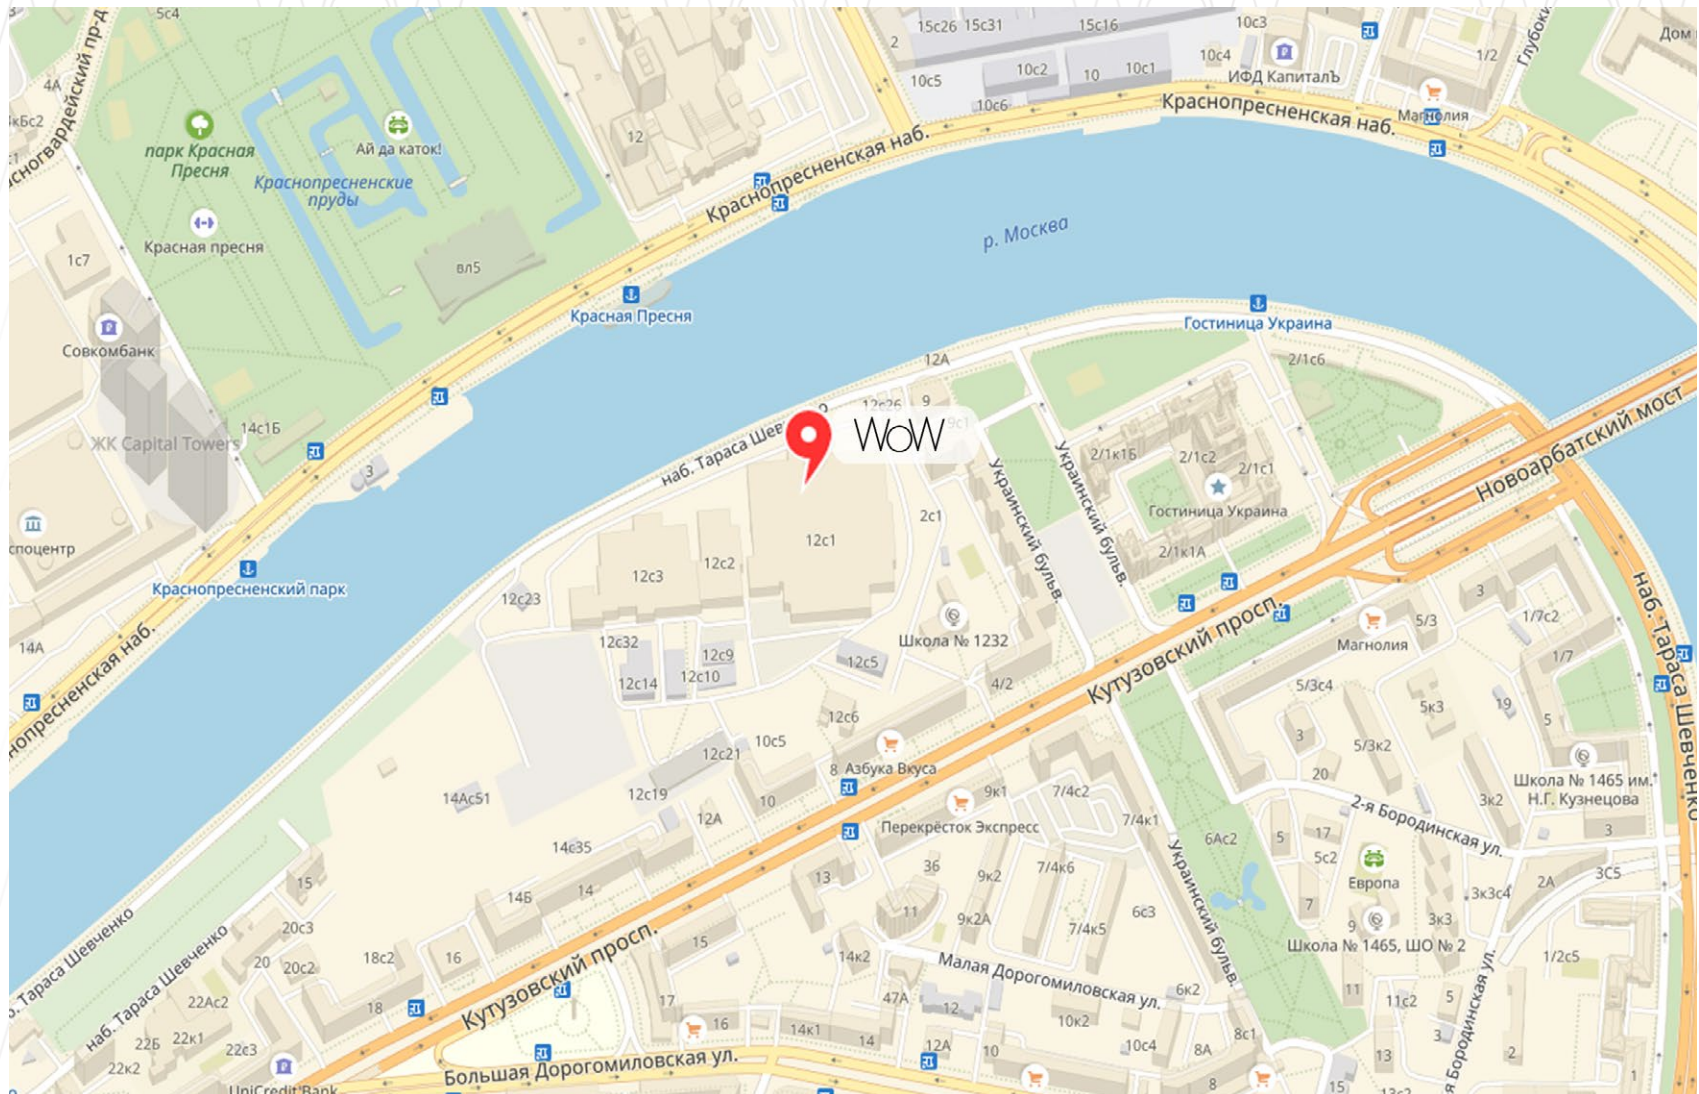 5с4
15с26
15с31
15с16
10с3
2
10с5
10с2
10
10с1
10с4
ИФД КапиталЪ
1/2
Дом
4А
Магнолия
10с6
Краснопресненская наб.
парк Красная
Пресня
Ай да каток!
Краснопресненские
пруды
12
Краснопресненская наб.
р. Москва
Красная пресня
1с7
вл5
Красная Пресня
Гостиница Украина
Совкомбанк
12А
2/1с6
14с1Б
ЖК Capital Towers
3
12с26
9
9с1
WoW
наб. Тараса Шев
Украинский бульв.
Украинский бульв.
2/1к1Б
2/1с2
2/1с1
Гостиница Украина
2/1к1А
Новоарбатский мост
споцентр
Краснопресненский парк
12с3
12с2
12с1
2с1
12с23
14А
нопресненская наб.
12с32
12с9
12с14
12с10
12с5
Школа № 1232
4/2
Кутузовский просп.
Магнолия
5/3
3
1/7с2
1/7
наб. Тараса Шевченко
5/3с4
3
5к3
19
5
5/3к2
20
12с6
10с5
12с21
8
Азбука Вкуса
14Ас51
12с19
10
12А
9к1
7/4с2
Перекрёсток Экспресс
7/4к1
Школа № 1465 им.
Н.Г. Кузнецова
3к2
2-я Бородинская ул.
3
6Ас2
5
17
5с2
Европа
14с35
14Б
14
15
13
36
9к2
7/4к6
11
9к2А
7/4к5
6с3
Украинский бульв.
7
9
Школа № 1465, ШО № 2
3к3с4
3к3
2А
3С5
1/2с5
20с3
20
20с2
18с2
16
18
15
14к2
Малая Дорогомиловская ул.
6к2
11
11с2
5
3
2
22Ас2
22Б
22к1
22к2
22с3
наб. Тараса Шевченко
Кутузовский просп.
17
16
14к1
14
47А
12
12А
10
10к2
10с4
8А
8с1
8
13
15
1
UniCredit Bank
Большая Дорогомиловская ул.